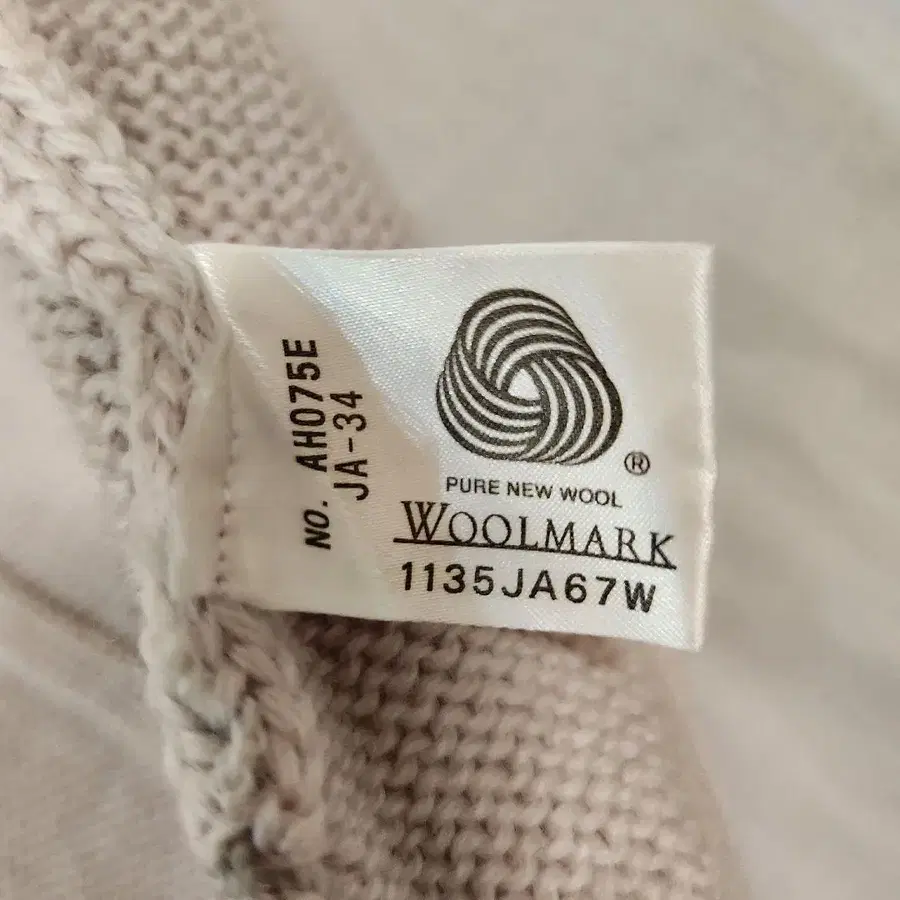 NO. AH075E
JA-34
®
PURE NEW WOOL
WOOLMARK
1135JA67W